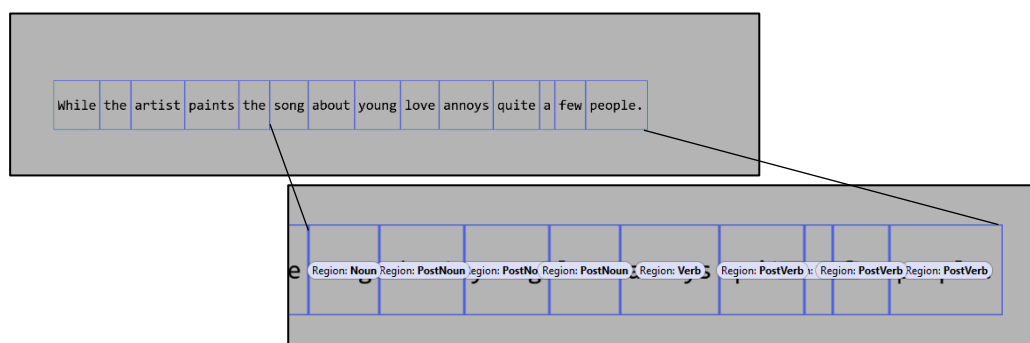 While the artist paints the song about young love annoys quite a few people.
Region: Noun Region: PostNoun Region: PostNo Region: PostNoun Region: Verb Region: PostVerb Region: PostVerb Region: PostVerb